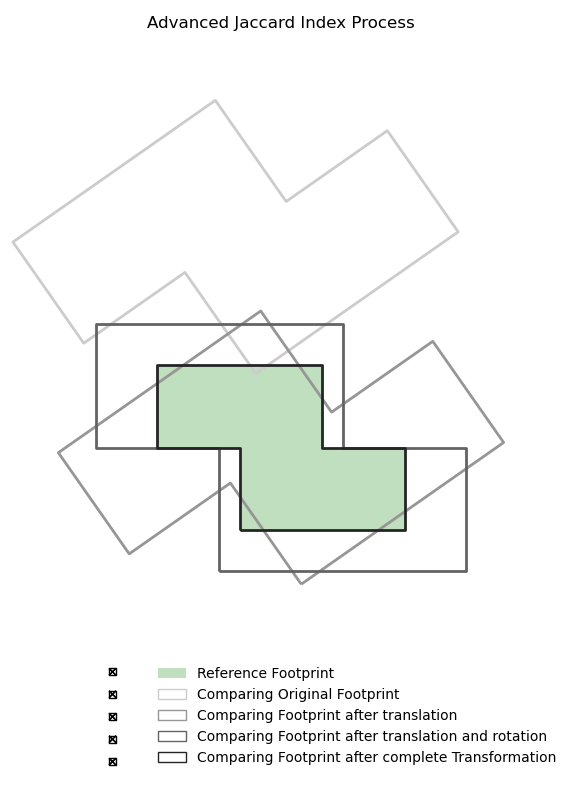 Advanced Jaccard Index Process
Reference Footprint
Comparing Original Footprint
Comparing Footprint after translation
Comparing Footprint after translation and rotation
Comparing Footprint after complete Transformation